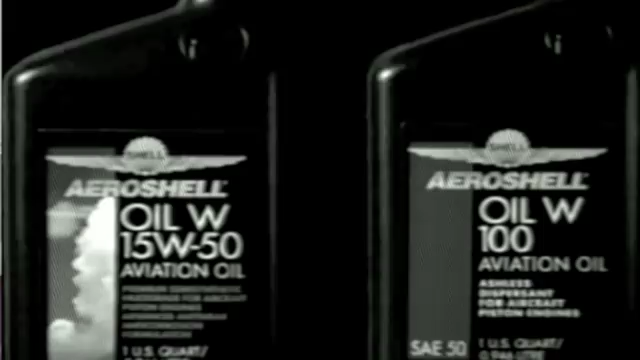 SHELL
AEROSHELL
OIL W
15W-50
AVIATION OIL
1 U.S. QUART/
SHELL
AEROSHELL
OIL W
100
AVIATION OIL
ASHLESS
DISPERSANT
FOR AIRCRAFT
PISTON ENGINES
SAE 50
1 U.S. QUART/